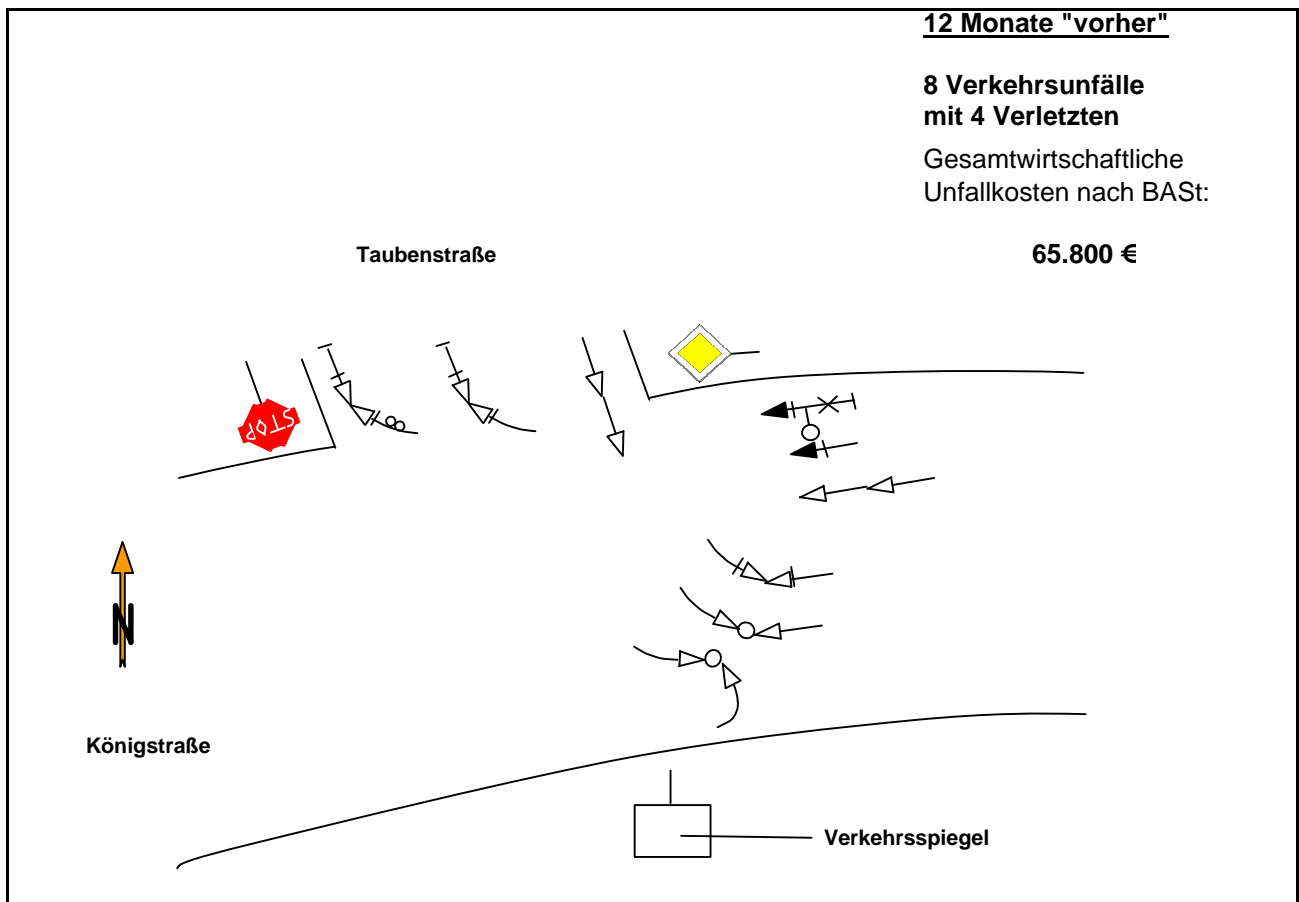 12 Monate "vorher"
8 Verkehrsunfälle
mit 4 Verletzten
Gesamtwirtschaftliche
Unfallkosten nach BASt:
65.800 €
Taubenstraße
STOP
N
Königstraße
Verkehrsspiegel